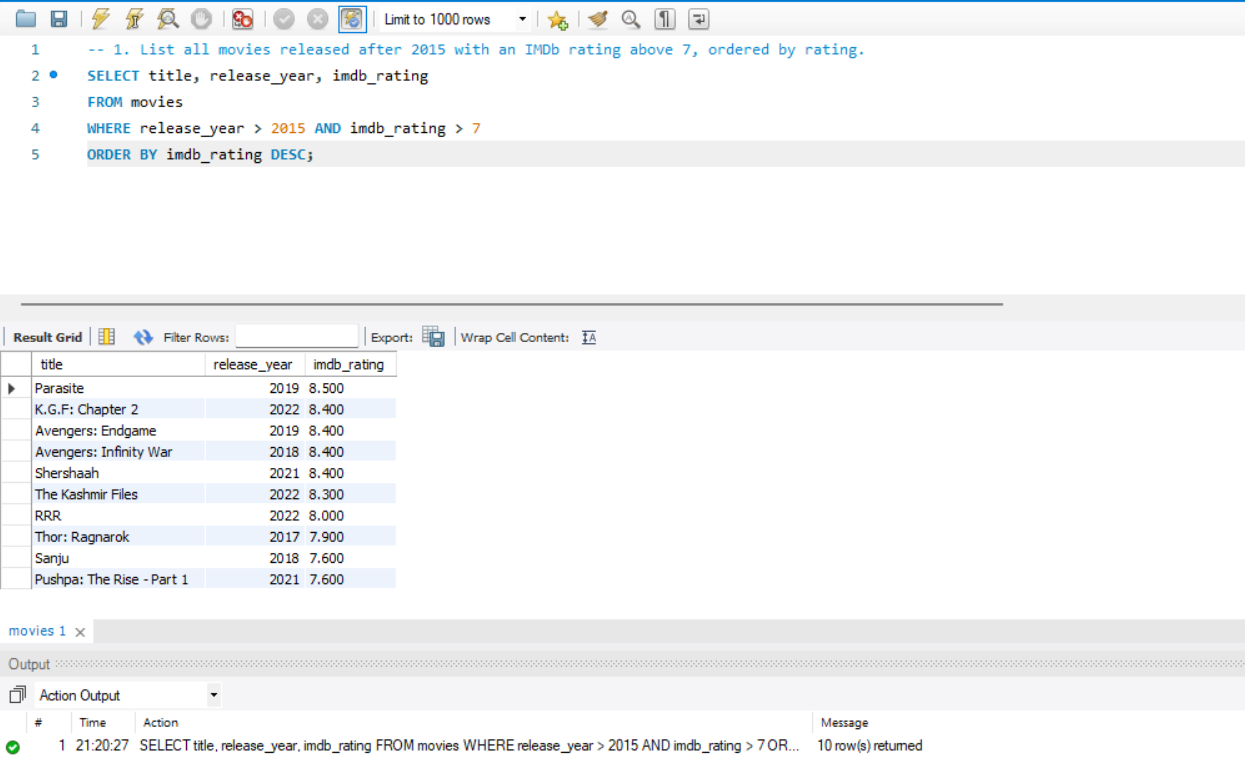 Limit to 1000 rows
1 -- 1. List all movies released after 2015 with an IMDb rating above 7, ordered by rating.
2 SELECT title, release_year, imdb_rating
3 FROM movies
4 WHERE release_year > 2015 AND imdb_rating > 7
5 ORDER BY imdb_rating DESC;
Result Grid Filter Rows: Export: Wrap Cell Content: IA
title release_year imdb_rating
Parasite 2019 8.500
K.G.F: Chapter 2 2022 8.400
Avengers: Endgame 2019 8.400
Avengers: Infinity War 2018 8.400
Shershaah 2021 8.400
The Kashmir Files 2022 8.300
RRR 2022 8.000
Thor: Ragnarok 2017 7.900
Sanju 2018 7.600
Pushpa: The Rise - Part 1 2021 7.600
movies 1
Output
Action Output
# Time Action Message
1 21:20:27 SELECT title, release_year, imdb_rating FROM movies WHERE release_year > 2015 AND imdb_rating > 7 OR... 10 row(s) returned